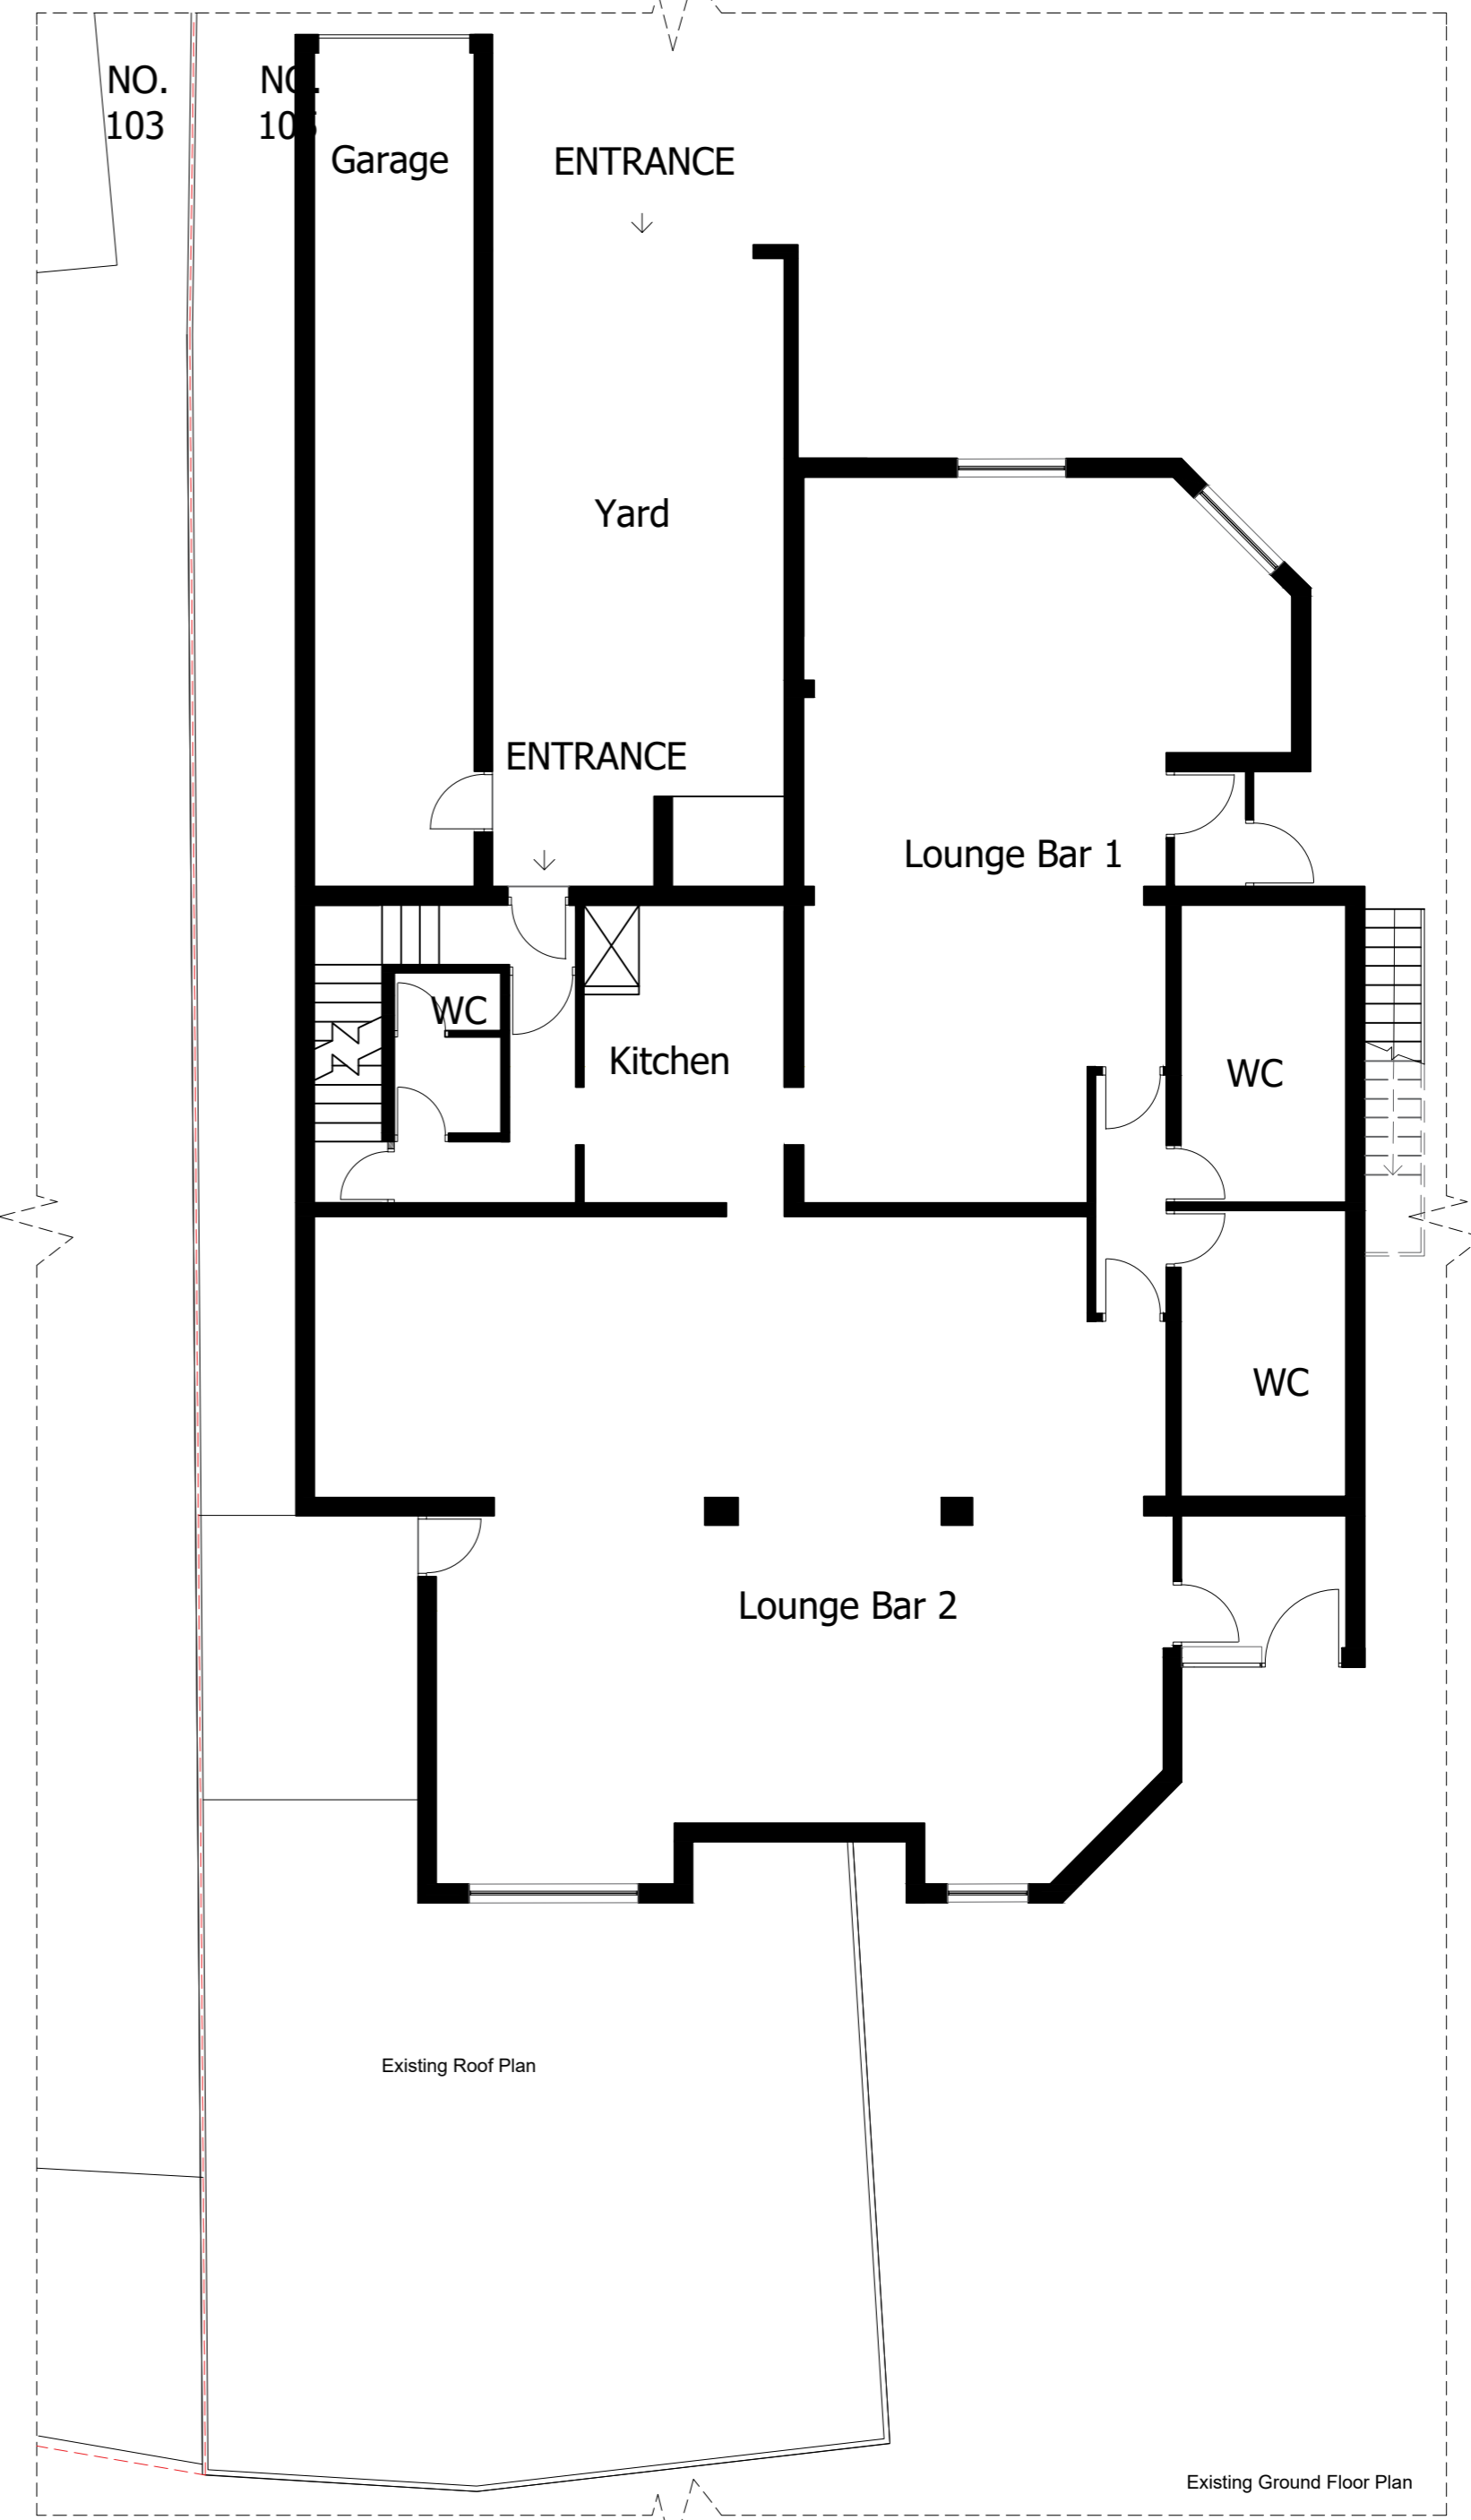 NO.
103
NO.
Garage
ENTRANCE
Yard
ENTRANCE
Lounge Bar 1
WC
Kitchen
WC
WC
Lounge Bar 2
Existing Roof Plan
Existing Ground Floor Plan